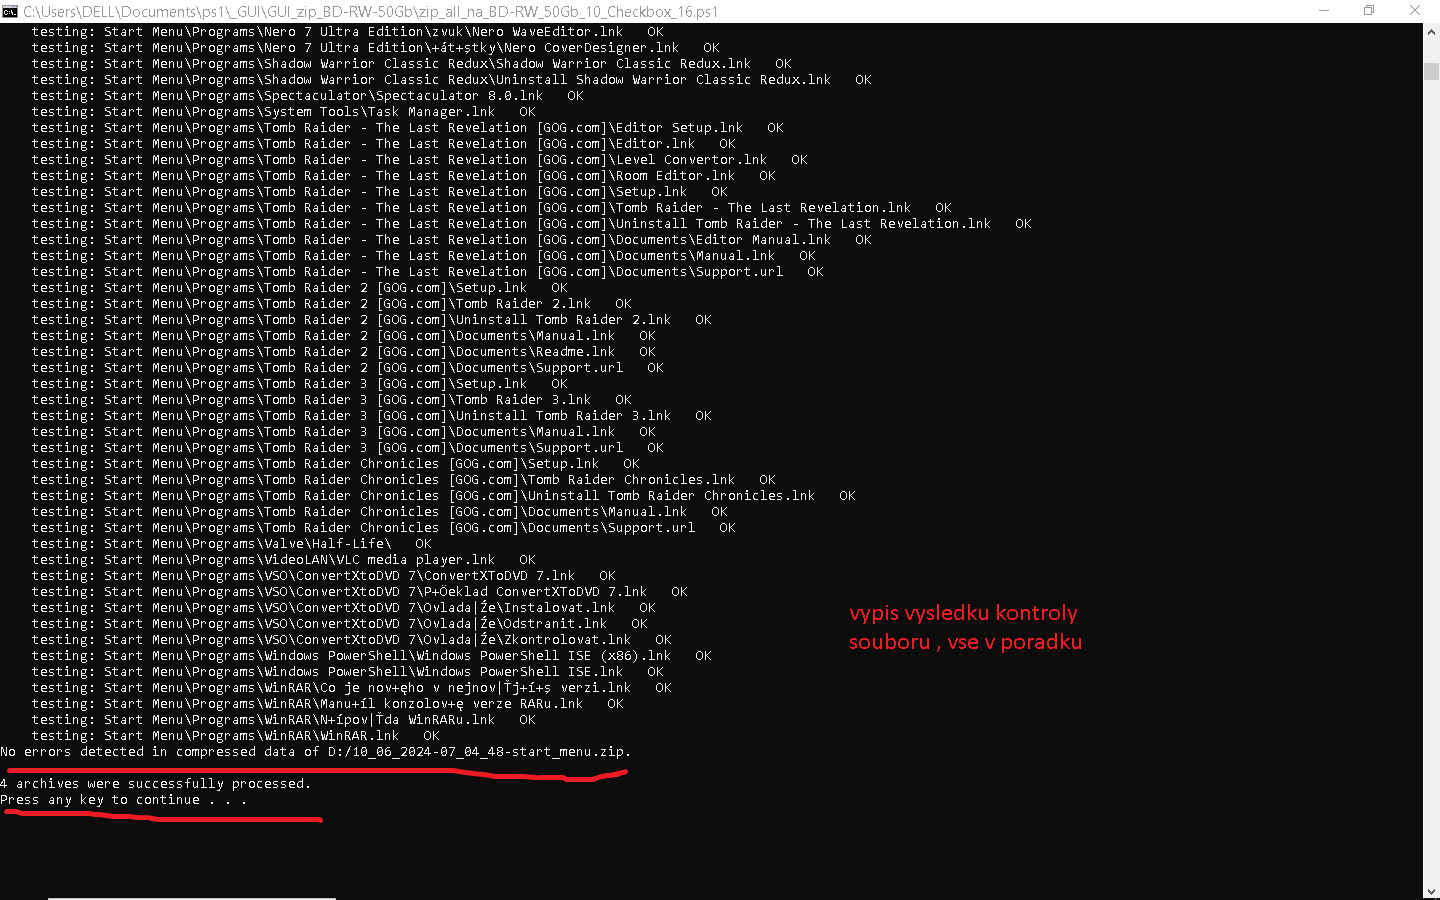 C:\Users\DELL\Documents\ps1\_GUI\GUI_zip_BD-RW-50Gb\zip_all_na_BD-RW_50Gb_10_Checkbox_16.ps1
testing: Start Menu\Programs\Nero 7 Ultra Edition\zvuk\Nero WaveEditor.lnk   OK
testing: Start Menu\Programs\Nero 7 Ultra Edition\+át+ştky\Nero CoverDesigner.lnk   OK
testing: Start Menu\Programs\Shadow Warrior Classic Redux\Shadow Warrior Classic Redux.lnk   OK
testing: Start Menu\Programs\Shadow Warrior Classic Redux\Uninstall Shadow Warrior Classic Redux.lnk   OK
testing: Start Menu\Programs\Spectaculator\Spectaculator 8.0.lnk   OK
testing: Start Menu\Programs\System Tools\Task Manager.lnk   OK
testing: Start Menu\Programs\Tomb Raider - The Last Revelation [GOG.com]\Editor Setup.lnk   OK
testing: Start Menu\Programs\Tomb Raider - The Last Revelation [GOG.com]\Editor.lnk   OK
testing: Start Menu\Programs\Tomb Raider - The Last Revelation [GOG.com]\Level Convertor.lnk   OK
testing: Start Menu\Programs\Tomb Raider - The Last Revelation [GOG.com]\Room Editor.lnk   OK
testing: Start Menu\Programs\Tomb Raider - The Last Revelation [GOG.com]\Setup.lnk   OK
testing: Start Menu\Programs\Tomb Raider - The Last Revelation [GOG.com]\Tomb Raider - The Last Revelation.lnk   OK
testing: Start Menu\Programs\Tomb Raider - The Last Revelation [GOG.com]\Uninstall Tomb Raider - The Last Revelation.lnk   OK
testing: Start Menu\Programs\Tomb Raider - The Last Revelation [GOG.com]\Documents\Editor Manual.lnk   OK
testing: Start Menu\Programs\Tomb Raider - The Last Revelation [GOG.com]\Documents\Manual.lnk   OK
testing: Start Menu\Programs\Tomb Raider - The Last Revelation [GOG.com]\Documents\Support.url   OK
testing: Start Menu\Programs\Tomb Raider 2 [GOG.com]\Setup.lnk   OK
testing: Start Menu\Programs\Tomb Raider 2 [GOG.com]\Tomb Raider 2.lnk   OK
testing: Start Menu\Programs\Tomb Raider 2 [GOG.com]\Uninstall Tomb Raider 2.lnk   OK
testing: Start Menu\Programs\Tomb Raider 2 [GOG.com]\Documents\Manual.lnk   OK
testing: Start Menu\Programs\Tomb Raider 2 [GOG.com]\Documents\Readme.lnk   OK
testing: Start Menu\Programs\Tomb Raider 2 [GOG.com]\Documents\Support.url   OK
testing: Start Menu\Programs\Tomb Raider 3 [GOG.com]\Setup.lnk   OK
testing: Start Menu\Programs\Tomb Raider 3 [GOG.com]\Tomb Raider 3.lnk   OK
testing: Start Menu\Programs\Tomb Raider 3 [GOG.com]\Uninstall Tomb Raider 3.lnk   OK
testing: Start Menu\Programs\Tomb Raider 3 [GOG.com]\Documents\Manual.lnk   OK
testing: Start Menu\Programs\Tomb Raider 3 [GOG.com]\Documents\Support.url   OK
testing: Start Menu\Programs\Tomb Raider Chronicles [GOG.com]\Setup.lnk   OK
testing: Start Menu\Programs\Tomb Raider Chronicles [GOG.com]\Tomb Raider Chronicles.lnk   OK
testing: Start Menu\Programs\Tomb Raider Chronicles [GOG.com]\Uninstall Tomb Raider Chronicles.lnk   OK
testing: Start Menu\Programs\Tomb Raider Chronicles [GOG.com]\Documents\Manual.lnk   OK
testing: Start Menu\Programs\Tomb Raider Chronicles [GOG.com]\Documents\Support.url   OK
testing: Start Menu\Programs\Valve\Half-Life\   OK
testing: Start Menu\Programs\VideoLAN\VLC media player.lnk   OK
testing: Start Menu\Programs\VSO\ConvertXtoDVD 7\ConvertXToDVD 7.lnk   OK
testing: Start Menu\Programs\VSO\ConvertXtoDVD 7\P+Öeklad ConvertXToDVD 7.lnk   OK
testing: Start Menu\Programs\VSO\ConvertXtoDVD 7\Ovlada|Źe\Instalovat.lnk   OK
testing: Start Menu\Programs\VSO\ConvertXtoDVD 7\Ovlada|Źe\Odstranit.lnk   OK
testing: Start Menu\Programs\VSO\ConvertXtoDVD 7\Ovlada|Źe\Zkontrolovat.lnk   OK
testing: Start Menu\Programs\Windows PowerShell\Windows PowerShell ISE (x86).lnk   OK
testing: Start Menu\Programs\Windows PowerShell\Windows PowerShell ISE.lnk   OK
testing: Start Menu\Programs\WinRAR\Co je nov+ęho v nejnov|Ťj+í+ş verzi.lnk   OK
testing: Start Menu\Programs\WinRAR\Manu+íl konzolov+ę verze RARu.lnk   OK
testing: Start Menu\Programs\WinRAR\N+ípov|Ťda WinRARu.lnk   OK
testing: Start Menu\Programs\WinRAR\WinRAR.lnk   OK
No errors detected in compressed data of D:/10_06_2024-07_04_48-start_menu.zip.
4 archives were successfully processed.
Press any key to continue . . .
vypis vysledku kontroly
souboru , vse v poradku